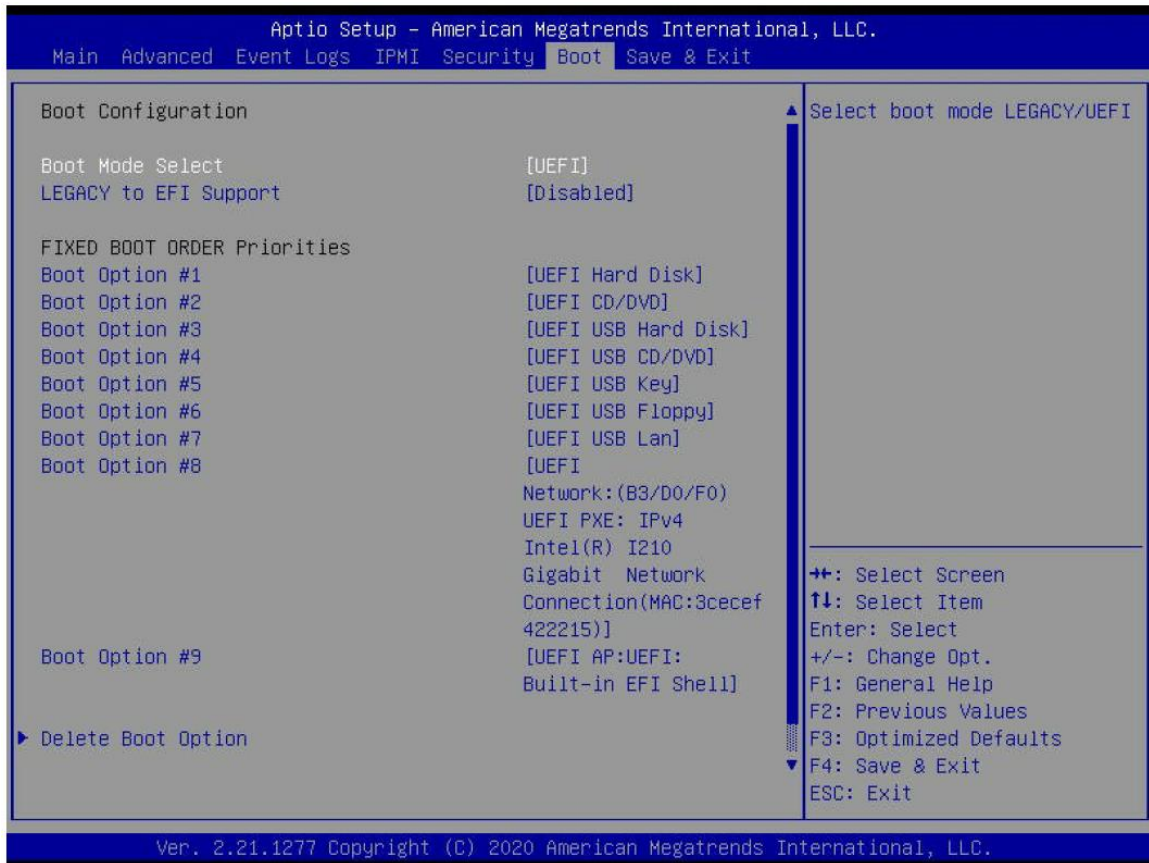 Aptio Setup – American Megatrends International, LLC.
Main Advanced Event Logs IPMI Security Boot Save & Exit
Boot Configuration
Boot Mode Select [UEFI]
LEGACY to EFI Support [Disabled]
FIXED BOOT ORDER Priorities
Boot Option #1 [UEFI Hard Disk]
Boot Option #2 [UEFI CD/DVD]
Boot Option #3 [UEFI USB Hard Disk]
Boot Option #4 [UEFI USB CD/DVD]
Boot Option #5 [UEFI USB Key]
Boot Option #6 [UEFI USB Floppy]
Boot Option #7 [UEFI USB Lan]
Boot Option #8 [UEFI
Network:(B3/D0/F0)
UEFI PXE: IPv4
Intel(R) I210
Gigabit Network
Connection(MAC:3cecef
422215)]
Boot Option #9 [UEFI AP:UEFI:
Built-in EFI Shell]
Delete Boot Option
Select boot mode LEGACY/UEFI
→←: Select Screen
↑↓: Select Item
Enter: Select
+/-: Change Opt.
F1: General Help
F2: Previous Values
F3: Optimized Defaults
F4: Save & Exit
ESC: Exit
Ver. 2.21.1277 Copyright (C) 2020 American Megatrends International, LLC.